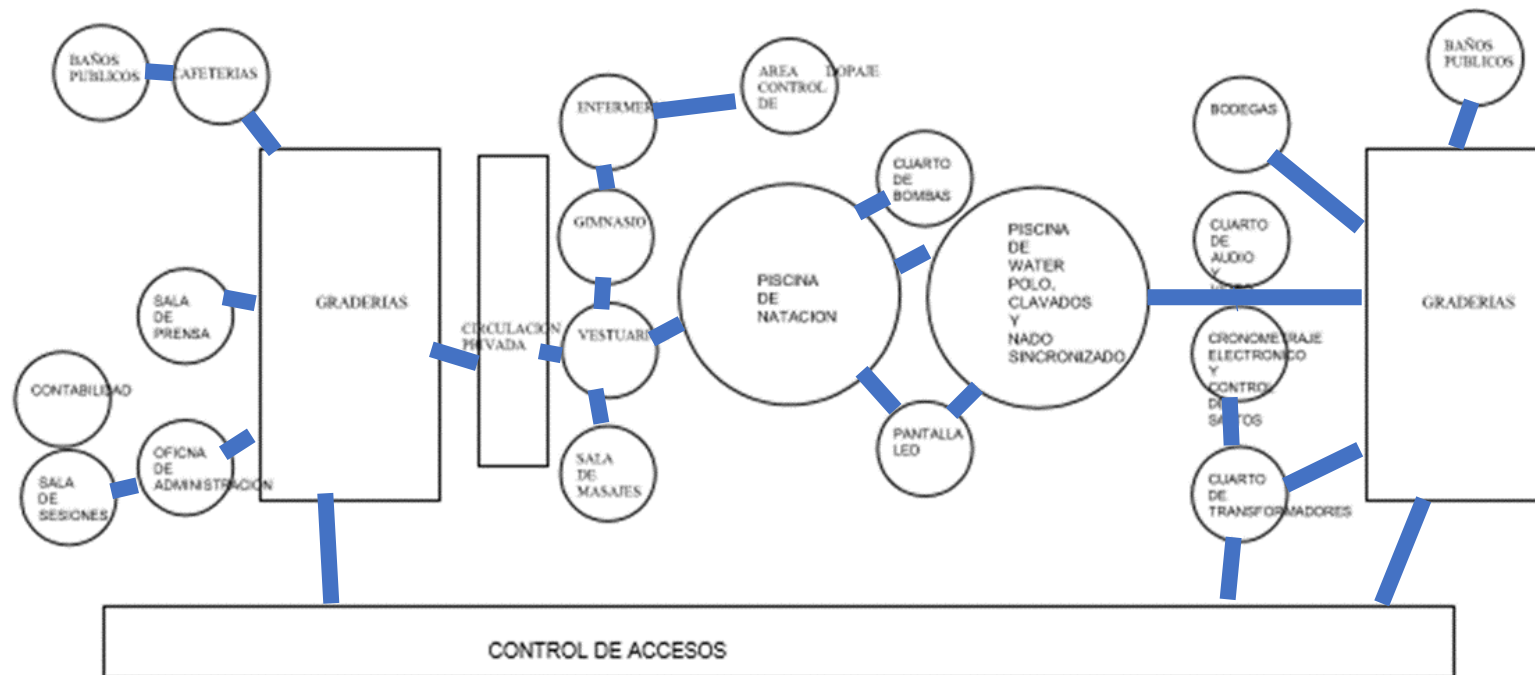 BAÑOS
PUBLICOS
CAFETERIAS
GRADERIAS
SALA
DE
PRENSA
CONTABILIDAD
OFICNA
DE
ADMINISTRACION
SALA
DE
SESIONES
CIRCULACION
PRIVADA
AREA DOPAJE
CONTROL
DE
GIMNASIO
SALA
DE
MASAJES
PISCINA
DE
NATACION
CUARTO
DE
BOMBAS
PISCINA
DE
WATER
POLO,
CLAVADOS
Y
NADO
SINCRONIZADO
PANTALLA
LED
BODEGAS
CUARTO
DE
AUDIO
Y
CRONOMETRAJE
ELECTRONICO
Y
CONTROL
CUARTO
DE
TRANSFORMADORES
BAÑOS
PUBLICOS
GRADERIAS
CONTROL DE ACCESOS